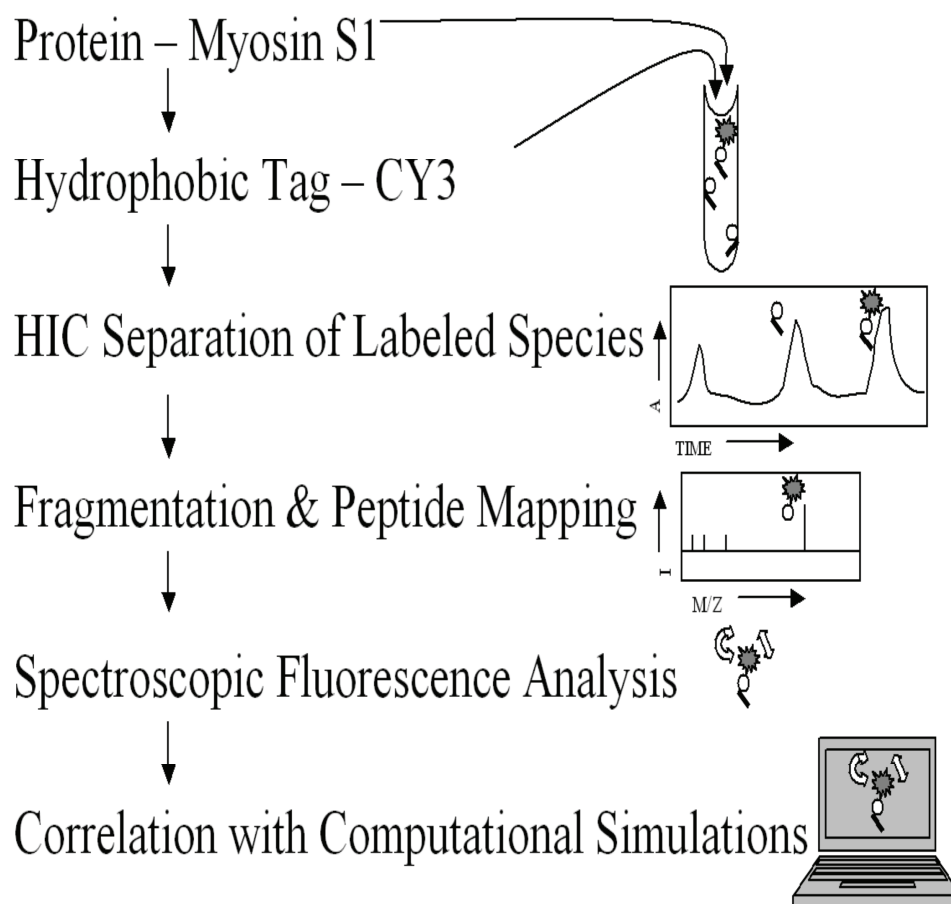 Protein – Myosin S1
Hydrophobic Tag – CY3
HIC Separation of Labeled Species
A
TIME
Fragmentation & Peptide Mapping
I
M/Z
Spectroscopic Fluorescence Analysis
Correlation with Computational Simulations